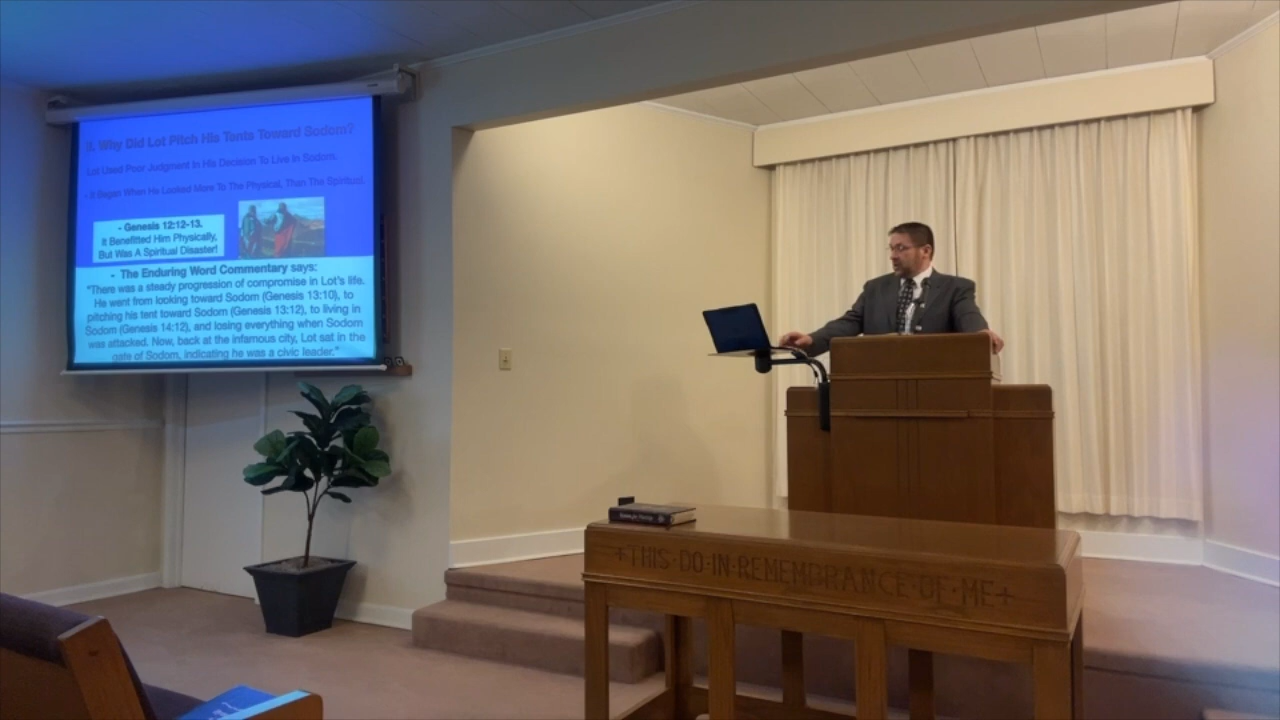 II. Why Did Lot Pitch His Tents Toward Sodom?
Lot Used Poor Judgment In His Decision To Live In Sodom.
- It Began When He Looked More To The Physical, Than The Spiritual.
- Genesis 12:12-13.
It Benefitted Him Physically,
But Was A Spiritual Disaster!
- The Enduring Word Commentary says:
"There was a steady progression of compromise in Lot's life.
He went from looking toward Sodom (Genesis 13:10), to
pitching his tent toward Sodom (Genesis 13:12), to living in
Sodom (Genesis 14:12), and losing everything when Sodom
was attacked. Now, back at the infamous city, Lot sat in the
gate of Sodom, indicating he was a civic leader."
+THIS·DO·IN·REMEMBRANCE·OF·ME+